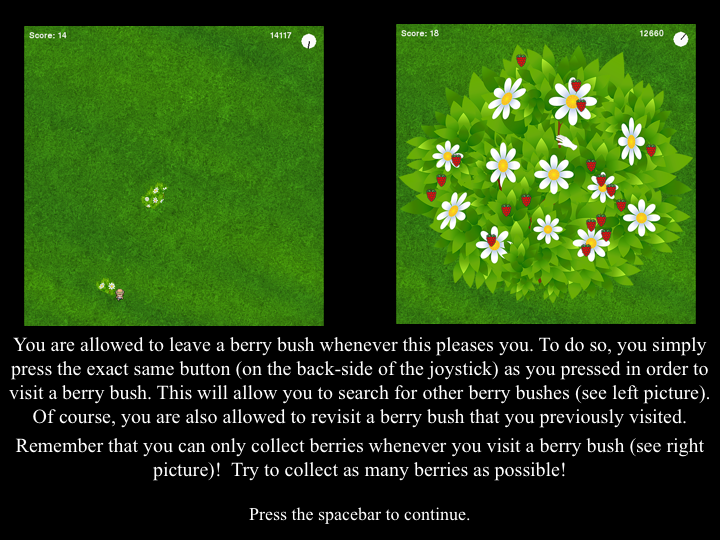 Score: 14 14117
Score: 18 12660
You are allowed to leave a berry bush whenever this pleases you. To do so, you simply
press the exact same button (on the back-side of the joystick) as you pressed in order to
visit a berry bush. This will allow you to search for other berry bushes (see left picture).
Of course, you are also allowed to revisit a berry bush that you previously visited.
Remember that you can only collect berries whenever you visit a berry bush (see right
picture)!  Try to collect as many berries as possible!
Press the spacebar to continue.